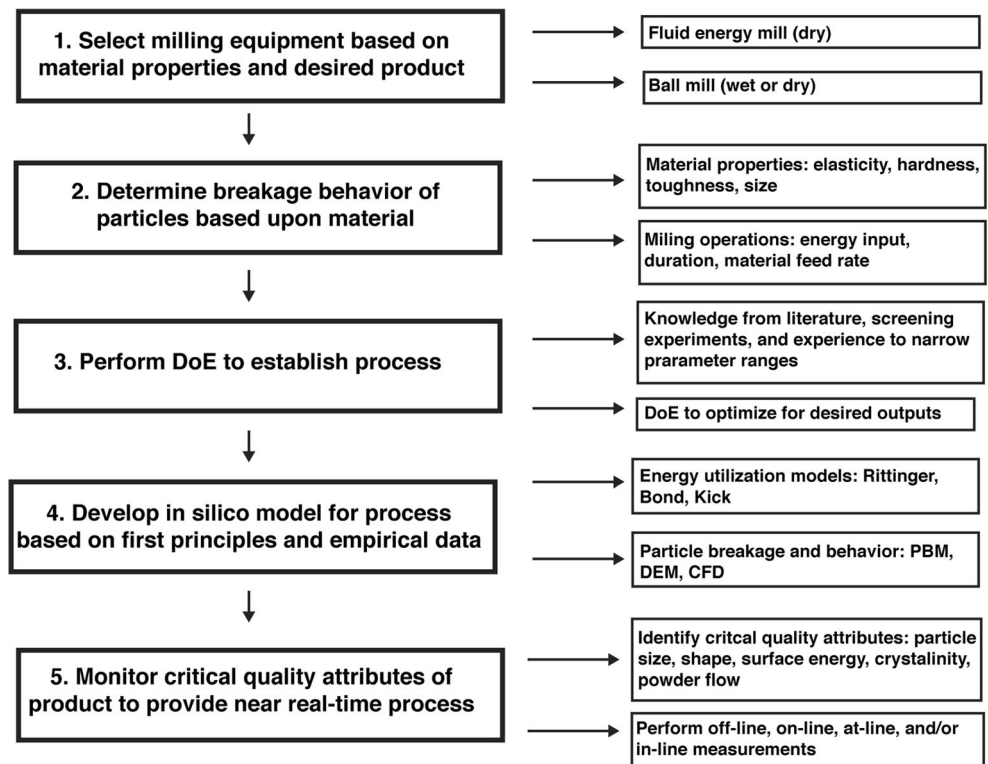 1. Select milling equipment based on
material properties and desired product
Fluid energy mill (dry)
Ball mill (wet or dry)
2. Determine breakage behavior of
particles based upon material
Material properties: elasticity, hardness,
toughness, size
Miling operations: energy input,
duration, material feed rate
3. Perform DoE to establish process
Knowledge from literature, screening
experiments, and experience to narrow
prarameter ranges
DoE to optimize for desired outputs
4. Develop in silico model for process
based on first principles and empirical data
Energy utilization models: Rittinger,
Bond, Kick
Particle breakage and behavior: PBM,
DEM, CFD
5. Monitor critical quality attributes of
product to provide near real-time process
Identify critcal quality attributes: particle
size, shape, surface energy, crystalinity,
powder flow
Perform off-line, on-line, at-line, and/or
in-line measurements